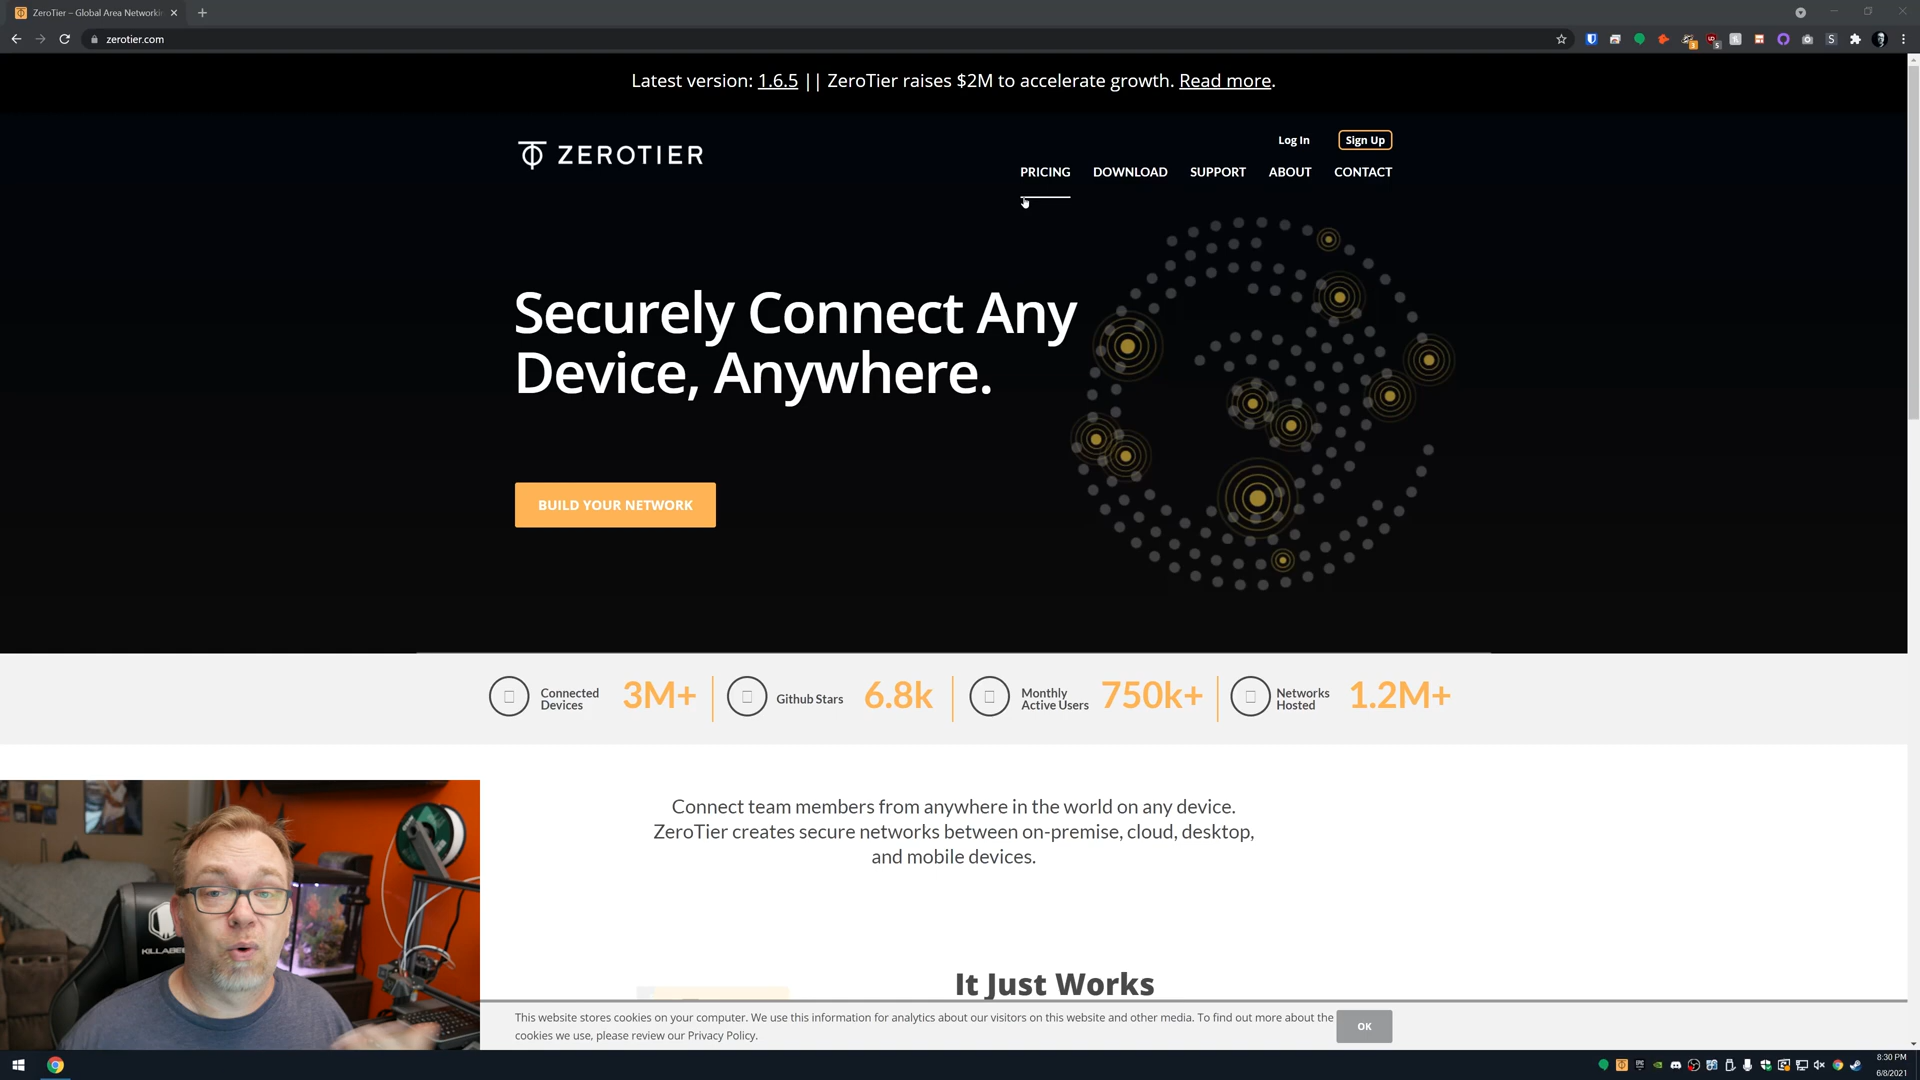 ZeroTier – Global Area Networkin
zerotier.com
Latest version: 1.6.5 || ZeroTier raises $2M to accelerate growth. Read more.
Log In
Sign Up
ZEROTIER
PRICING
DOWNLOAD
SUPPORT
ABOUT
CONTACT
Securely Connect Any
Device, Anywhere.
BUILD YOUR NETWORK
Connected
Devices
3M+
Github Stars
6.8k
Monthly
Active Users
750k+
Networks
Hosted
1.2M+
Connect team members from anywhere in the world on any device.
ZeroTier creates secure networks between on-premise, cloud, desktop,
and mobile devices.
It Just Works
This website stores cookies on your computer. We use this information for analytics about our visitors on this website and other media. To find out more about the
cookies we use, please review our Privacy Policy.
OK
8:30 PM
6/8/2021